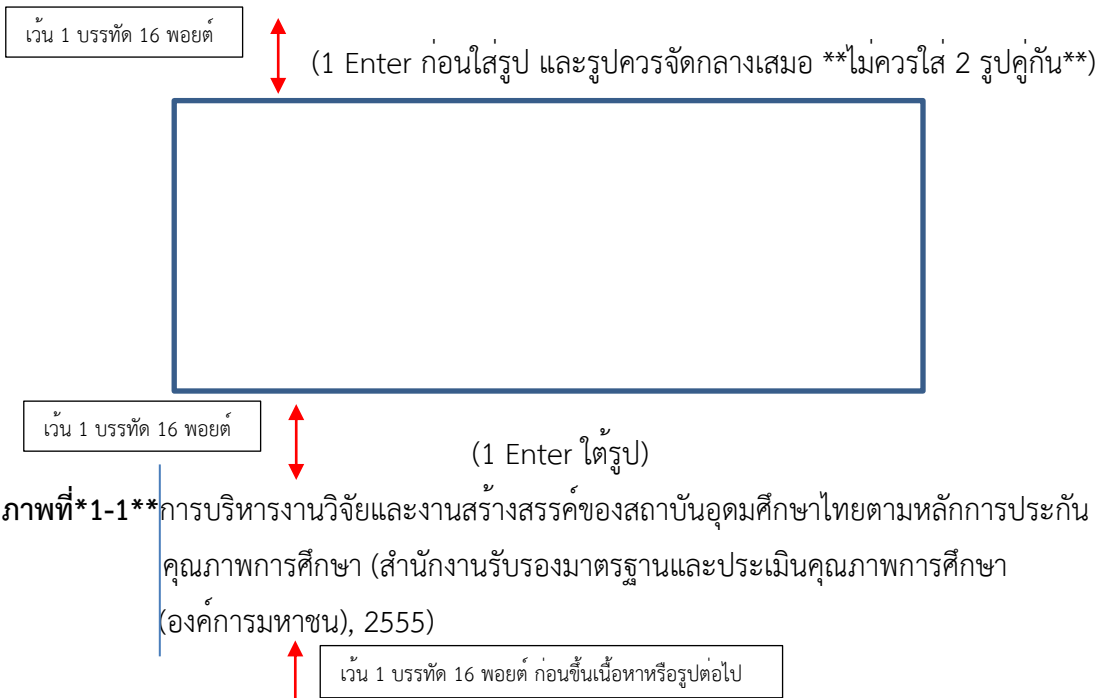 เว้น 1 บรรทัด 16 พอยต์
(1 Enter ก่อนใส่รูป และรูปควรจัดกลางเสมอ **ไม่ควรใส่ 2 รูปคู่กัน**)
เว้น 1 บรรทัด 16 พอยต์
(1 Enter ใต้รูป)
ภาพที่*1-1**การบริหารงานวิจัยและงานสร้างสรรค์ของสถาบันอุดมศึกษาไทยตามหลักการประกัน
คุณภาพการศึกษา (สำนักงานรับรองมาตรฐานและประเมินคุณภาพการศึกษา
(องค์การมหาชน), 2555)
เว้น 1 บรรทัด 16 พอยต์ ก่อนขึ้นเนื้อหาหรือรูปต่อไป